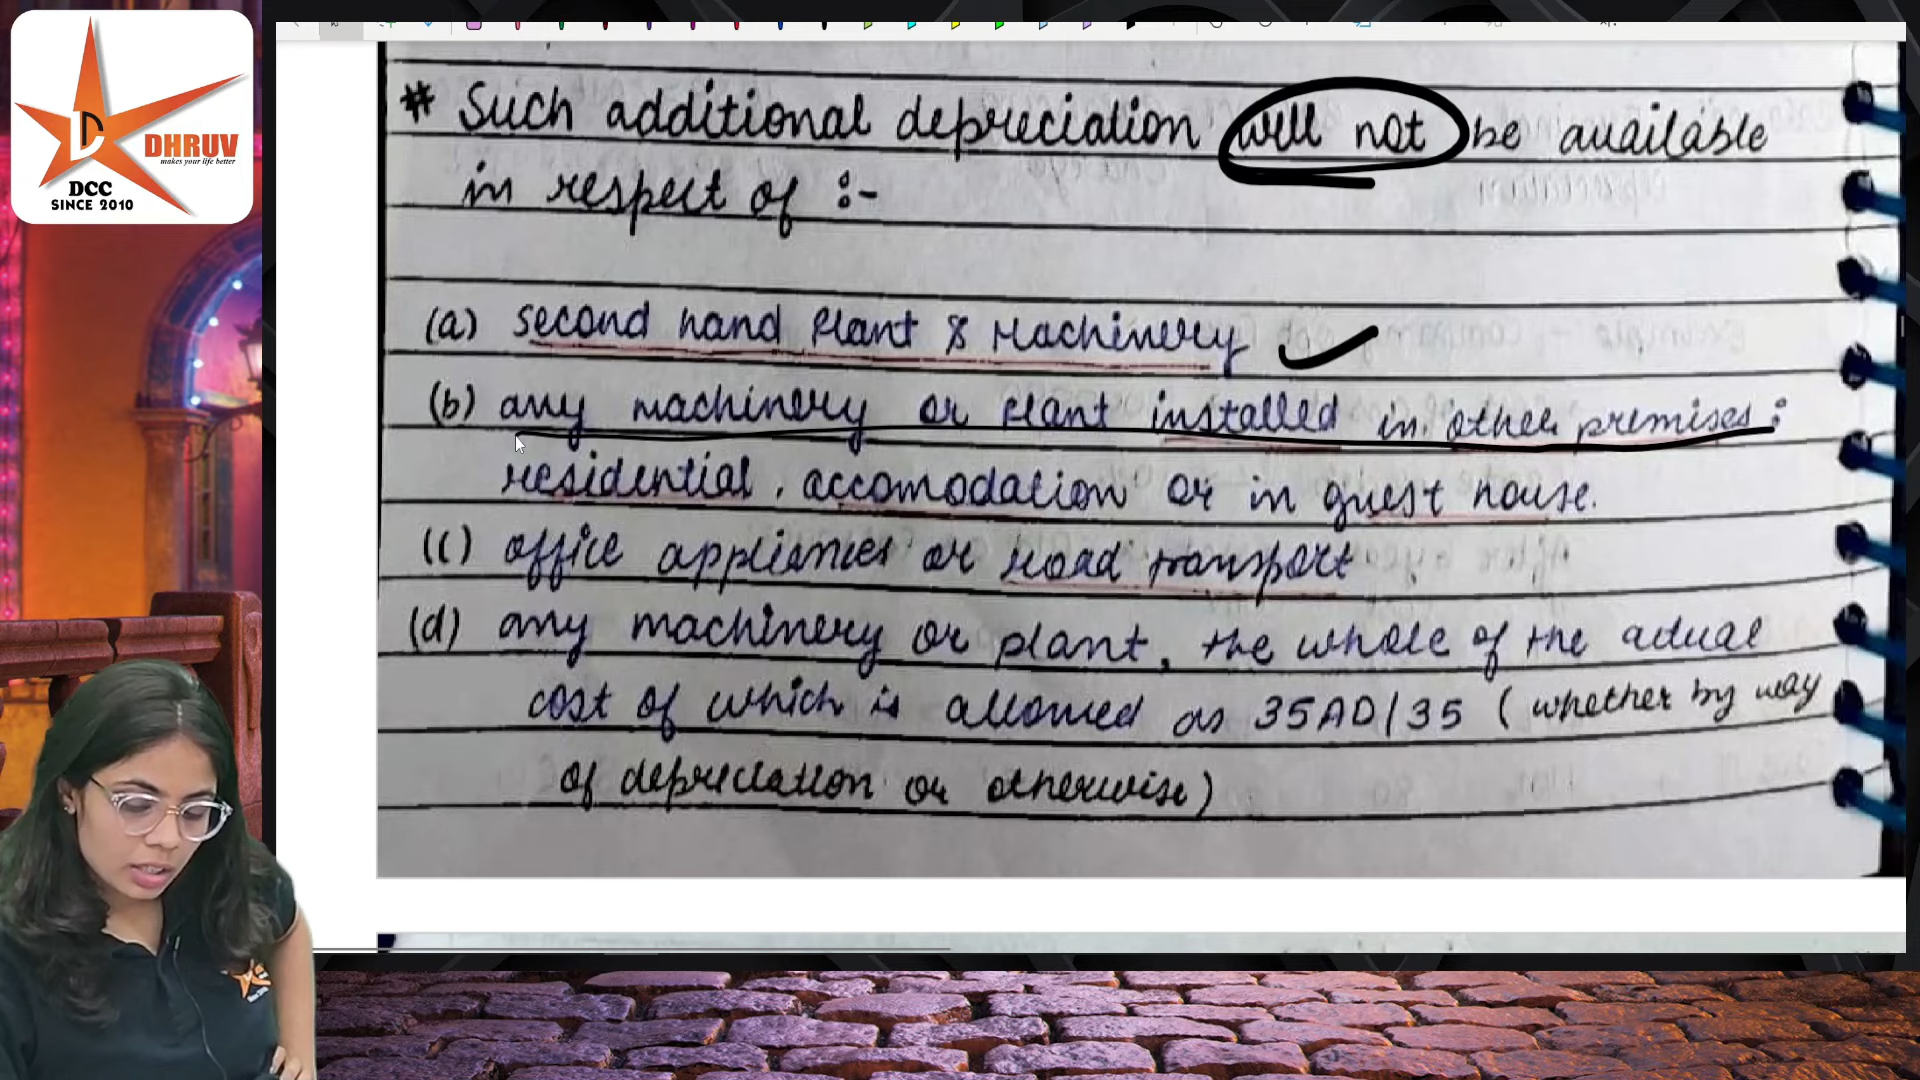 DHRUV
makes your life better
DCC
SINCE 2010
* Such additional depreciation will not be available
in respect of :-
(a) second hand Plant & Machinery
(b) any machinery or Plant installed in other premises :
residential, accomodation or in guest house.
(c) office appliances or road transport
(d) any machinery or plant, the whole of the actual
cost of which is allowed as 35AD/35 (whether by way
of depreciation or otherwise)